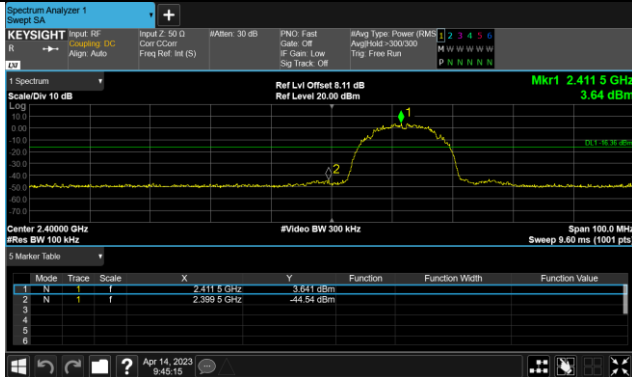 Spectrum Analyzer 1
Swept SA
+
KEYSIGHT Input: RF Input Z: 50 Ω #Atten: 30 dB PNO: Fast #Avg Type: Power (RMS 1 2 3 4 5 6
R Coupling: DC Corr CCorr Gate: Off Avg|Hold:>300/300 M W W W W W
Align: Auto Freq Ref: Int (S) IF Gain: Low Trig: Free Run
Sig Track: Off P N N N N N
LXI
1 Spectrum Ref Lvl Offset 8.11 dB Mkr1 2.411 5 GHz
Scale/Div 10 dB Ref Level 20.00 dBm 3.64 dBm
Log
10.0
0.00
-10.0
-20.0
-30.0
-40.0
-50.0
-60.0
-70.0
1
2
DL1 -16.36 dBm
Center 2.40000 GHz #Video BW 300 kHz Span 100.0 MHz
#Res BW 100 kHz Sweep 9.60 ms (1001 pts)
5 Marker Table
Mode Trace Scale X Y Function Function Width Function Value
1 N 1 f 2.411 5 GHz 3.641 dBm
2 N 1 f 2.399 5 GHz -44.54 dBm
3
4
5
6
? Apr 14, 2023
9:45:15